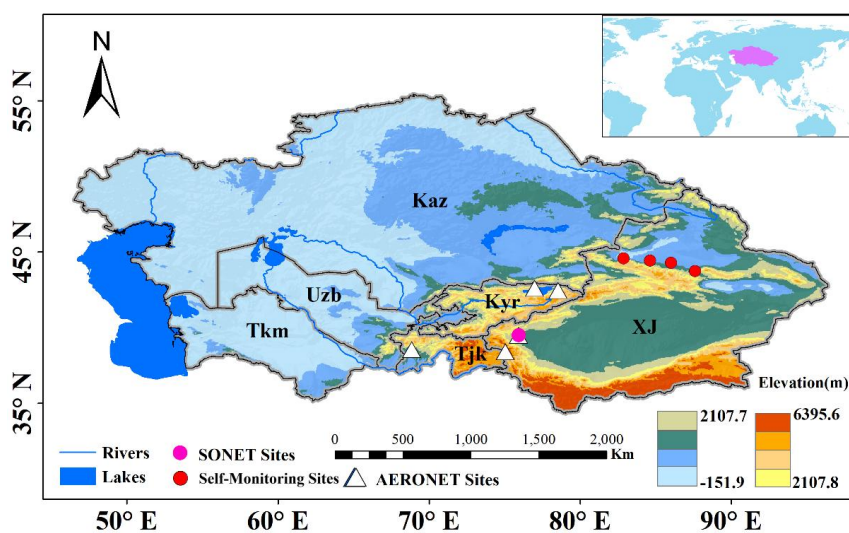 N
55° N
45° N
35° N
Kaz
Uzb
Kyr
Tkm
Tjk
XJ
Elevation(m)
2107.7
6395.6
-151.9
2107.8
Rivers
Lakes
SONET Sites
Self-Monitoring Sites
AERONET Sites
0 500 1,000 1,500 2,000
Km
50° E 60° E 70° E 80° E 90° E